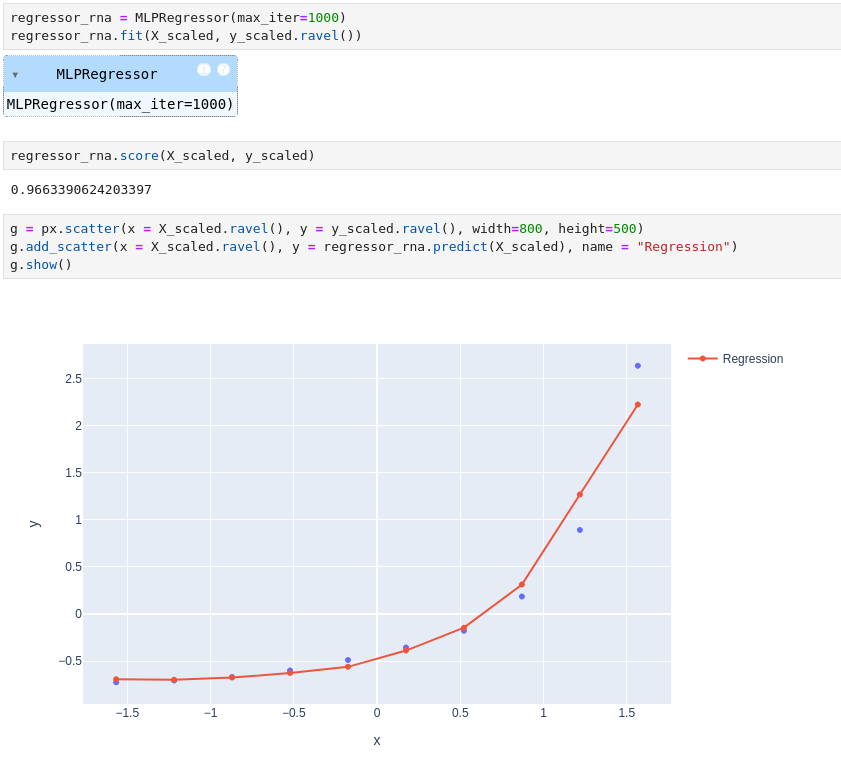 regressor_rna = MLPRegressor(max_iter=1000)
regressor_rna.fit(X_scaled, y_scaled.ravel())
▾ MLPRegressor i ?
MLPRegressor(max_iter=1000)
regressor_rna.score(X_scaled, y_scaled)
0.9663390624203397
g = px.scatter(x = X_scaled.ravel(), y = y_scaled.ravel(), width=800, height=500)
g.add_scatter(x = X_scaled.ravel(), y = regressor_rna.predict(X_scaled), name = "Regression")
g.show()
Regression
2.5
2
1.5
1
0.5
0
−0.5
y
−1.5 −1 −0.5 0 0.5 1 1.5
x